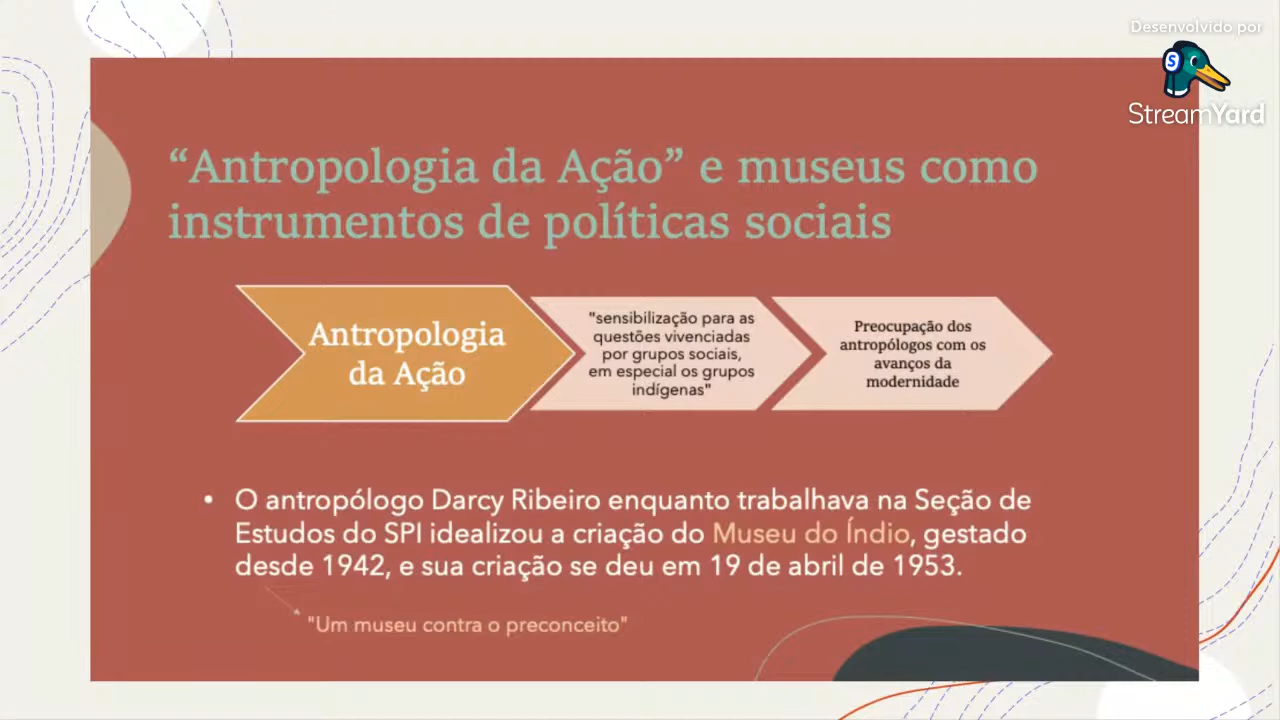 Desenvolvido por
StreamYard
“Antropologia da Ação” e museus como
instrumentos de políticas sociais
Antropologia
da Ação
"sensibilização para as
questões vivenciadas
por grupos sociais,
em especial os grupos
indígenas"
Preocupação dos
antropólogos com os
avanços da
modernidade
• O antropólogo Darcy Ribeiro enquanto trabalhava na Seção de
Estudos do SPI idealizou a criação do Museu do Índio, gestado
desde 1942, e sua criação se deu em 19 de abril de 1953.
"Um museu contra o preconceito"